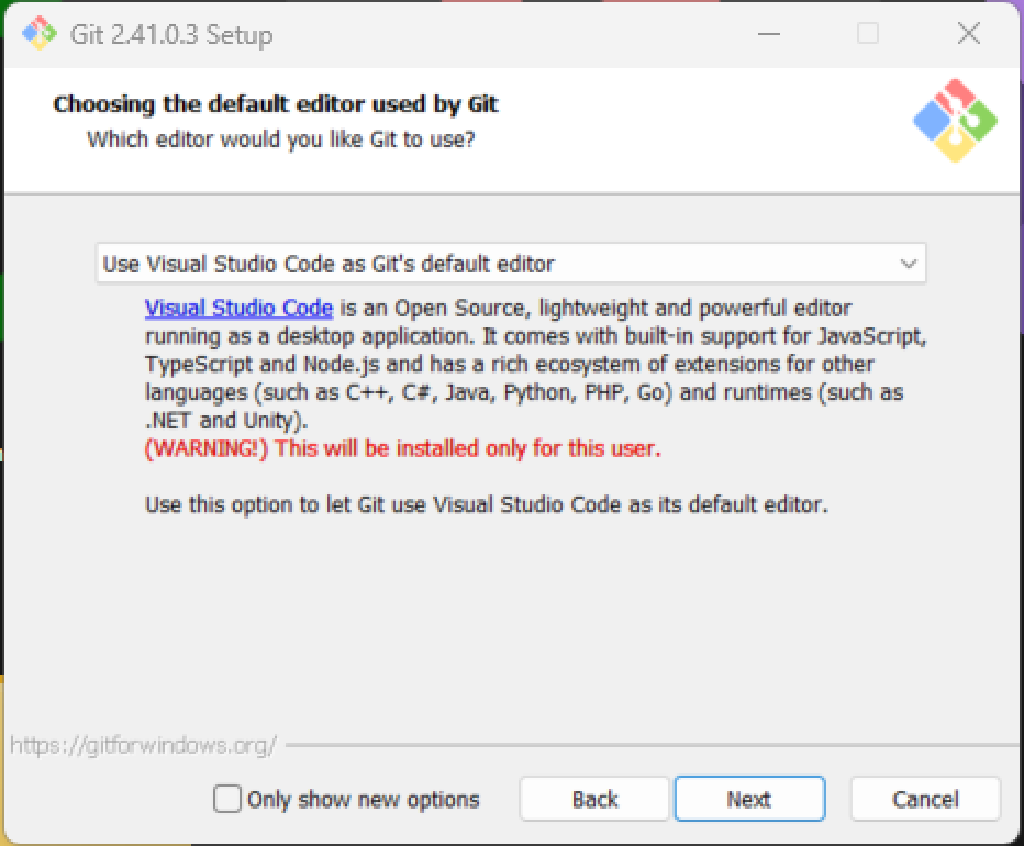 Git 2.41.0.3 Setup
Choosing the default editor used by Git
Which editor would you like Git to use?
Use Visual Studio Code as Git's default editor
Visual Studio Code is an Open Source, lightweight and powerful editor
running as a desktop application. It comes with built-in support for JavaScript,
TypeScript and Node.js and has a rich ecosystem of extensions for other
languages (such as C++, C#, Java, Python, PHP, Go) and runtimes (such as
.NET and Unity).
(WARNING!) This will be installed only for this user.
Use this option to let Git use Visual Studio Code as its default editor.
https://gitforwindows.org/
Only show new options
Back
Next
Cancel